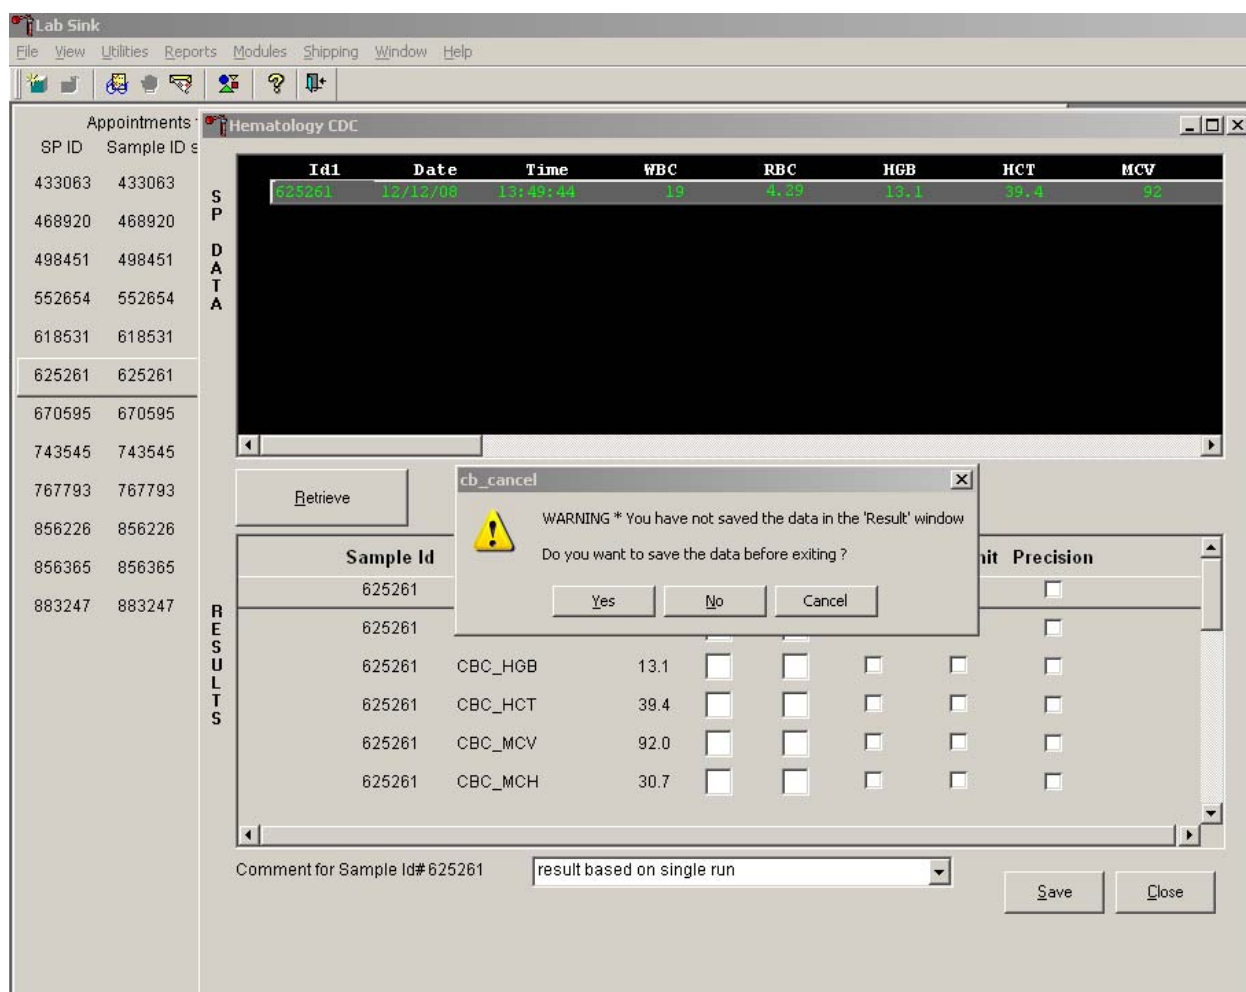 Lab Sink
File View Utilities Reports Modules Shipping Window Help
Appointments
SP ID Sample ID s
433063 433063
468920 468920
498451 498451
552654 552654
618531 618531
625261 625261
670595 670595
743545 743545
767793 767793
856226 856226
856365 856365
883247 883247
Hematology CDC
SP DATA
Id1 Date Time WBC RBC HGB HCT MCV
625261 12/12/08 13:49:44 19 4.29 13.1 39.4 92
Retrieve
cb_cancel
WARNING * You have not saved the data in the 'Result' window
Do you want to save the data before exiting ?
Yes No Cancel
RESULTS
Sample Id Precision
625261
625261
625261 CBC_HGB 13.1
625261 CBC_HCT 39.4
625261 CBC_MCV 92.0
625261 CBC_MCH 30.7
Comment for Sample Id# 625261 result based on single run
Save Close